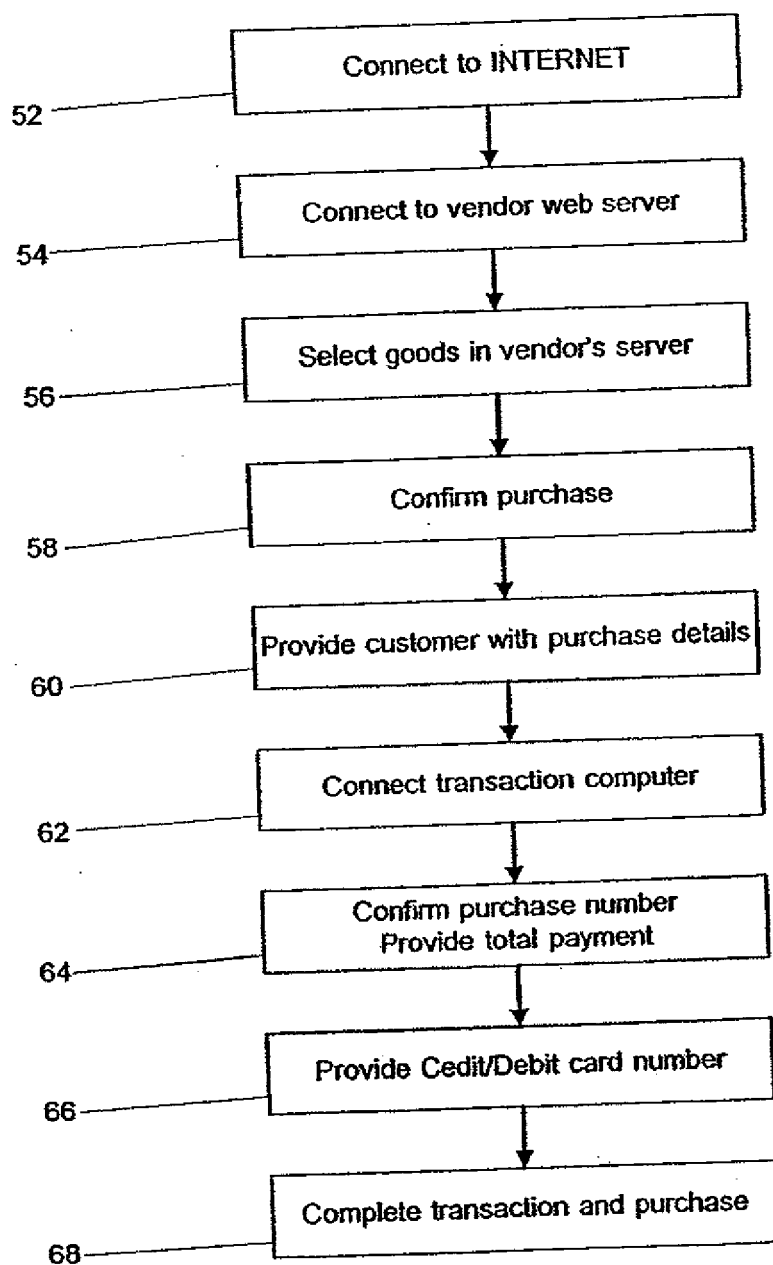 Connect to INTERNET
52
Connect to vendor web server
54
Select goods in vendor's server
56
Confirm purchase
58
Provide customer with purchase details
60
Connect transaction computer
62
Confirm purchase number
Provide total payment
64
Provide Cedit/Debit card number
66
Complete transaction and purchase
68